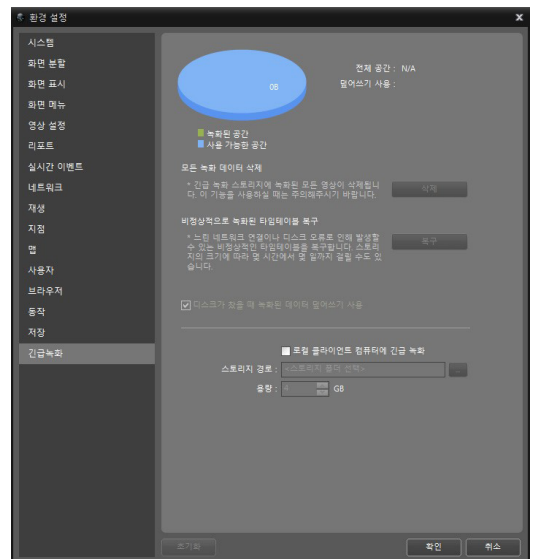 환경 설정
x
시스템
화면 분할
화면 표시
화면 메뉴
영상 설정
리포트
실시간 이벤트
네트워크
재생
지점
맵
사용자
브라우저
동작
저장
긴급녹화
0B
전체 공간 : N/A
덮어쓰기 사용 :
녹화된 공간
사용 가능한 공간
모든 녹화 데이터 삭제
* 긴급 녹화 스토리지에 녹화된 모든 영상이 삭제됩니
다. 이 기능을 사용하실 때는 주의해주시기 바랍니다.
삭제
비정상적으로 녹화된 타임테이블 복구
* 느린 네트워크 연결이나 디스크 오류로 인해 발생할
수 있는 비정상적인 타임테이블을 복구합니다. 스토리
지의 크기에 따라 몇 시간에서 몇 일까지 걸릴 수도 있
습니다.
복구
디스크가 찼을 때 녹화된 데이터 덮어쓰기 사용
로컬 클라이언트 컴퓨터에 긴급 녹화
스토리지 경로 : <스토리지 폴더 선택> ...
용량 : 4 GB
초기화
확인
취소